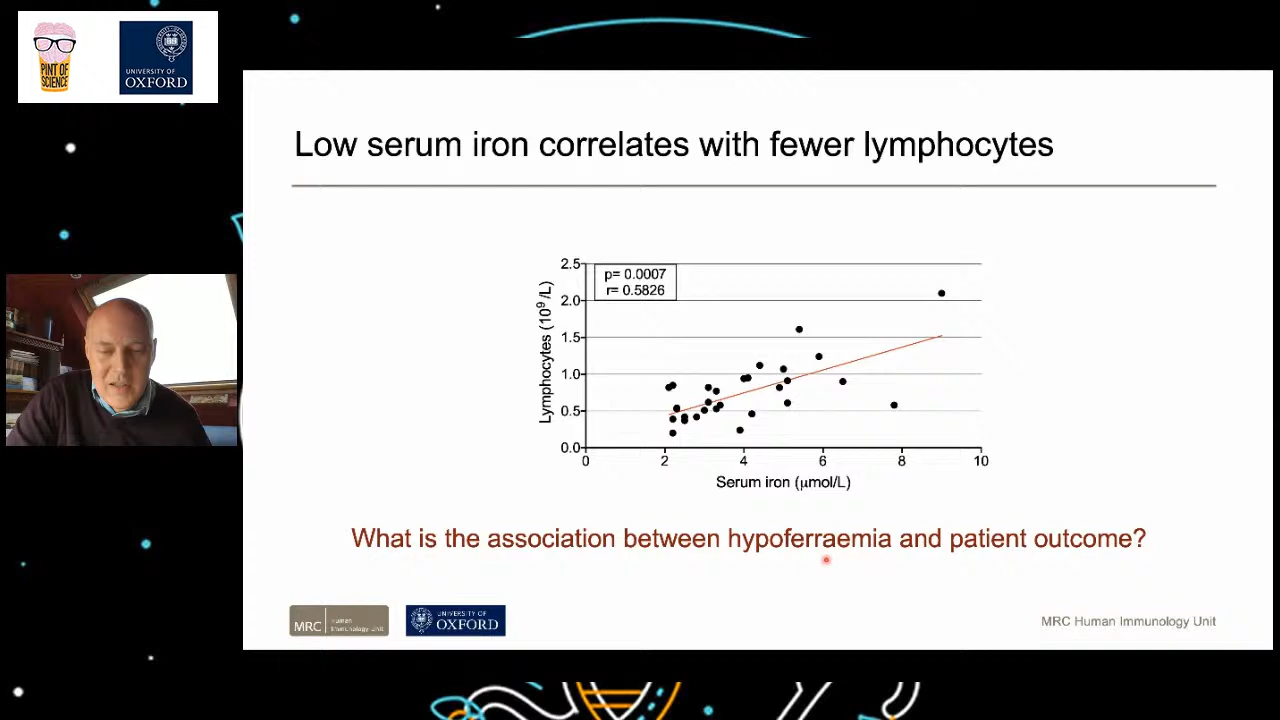 PINT OF
SCIENCE
UNIVERSITY OF
OXFORD
Low serum iron correlates with fewer lymphocytes
p= 0.0007
r= 0.5826
Lymphocytes (10⁹ /L)
2.5
2.0
1.5
1.0
0.5
0.0
0 2 4 6 8 10
Serum iron (μmol/L)
What is the association between hypoferraemia and patient outcome?
MRC
Human
Immunology Unit
UNIVERSITY OF
OXFORD
MRC Human Immunology Unit